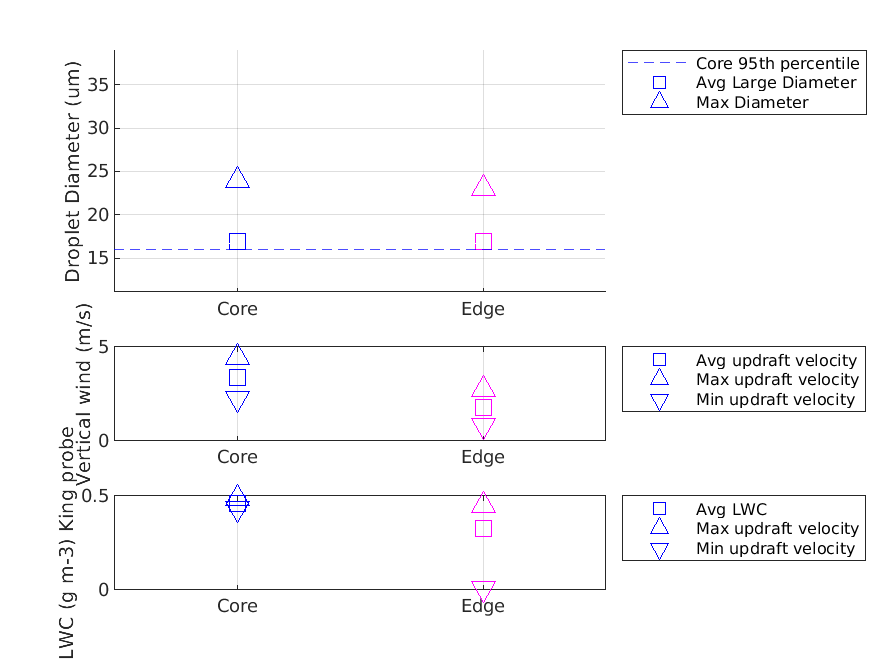 Droplet Diameter (um)
35
30
25
20
15
Core
Edge
Core 95th percentile
Avg Large Diameter
Max Diameter
Vertical wind (m/s)
5
0
Core
Edge
Avg updraft velocity
Max updraft velocity
Min updraft velocity
LWC (g m-3) King probe
0.5
0
Core
Edge
Avg LWC
Max updraft velocity
Min updraft velocity